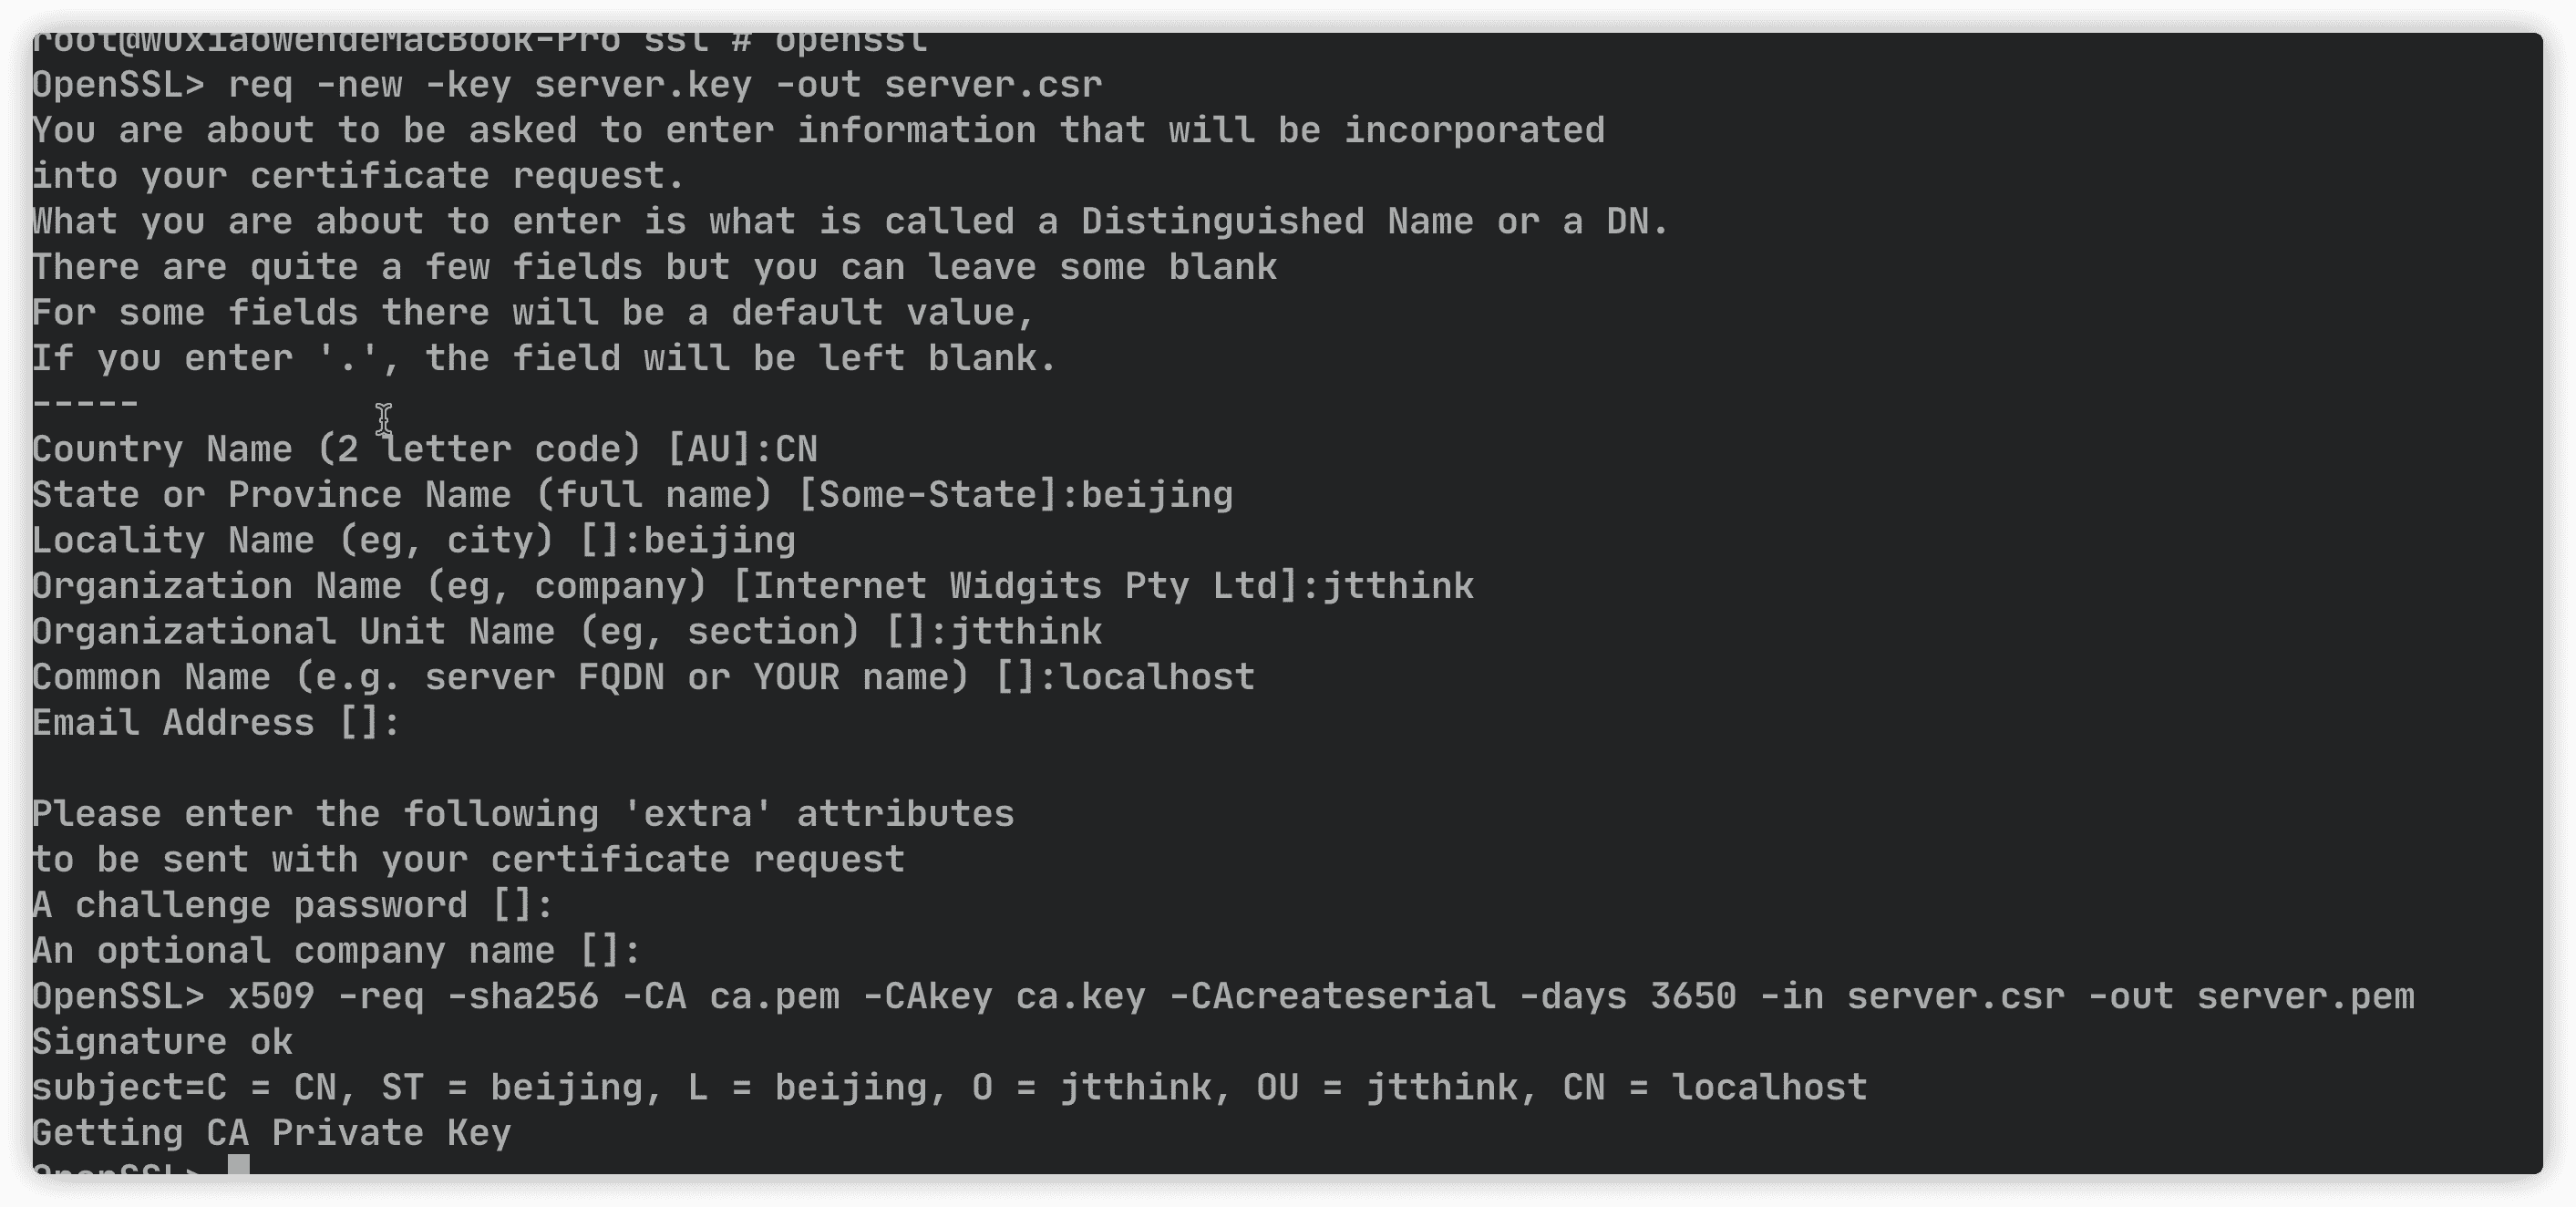 root@wuxiaowendeMacBook-Pro ssl # openssl
OpenSSL> req -new -key server.key -out server.csr
You are about to be asked to enter information that will be incorporated
into your certificate request.
What you are about to enter is what is called a Distinguished Name or a DN.
There are quite a few fields but you can leave some blank
For some fields there will be a default value,
If you enter '.', the field will be left blank.
-----
Country Name (2 letter code) [AU]:CN
State or Province Name (full name) [Some-State]:beijing
Locality Name (eg, city) []:beijing
Organization Name (eg, company) [Internet Widgits Pty Ltd]:jtthink
Organizational Unit Name (eg, section) []:jtthink
Common Name (e.g. server FQDN or YOUR name) []:localhost
Email Address []:
Please enter the following 'extra' attributes
to be sent with your certificate request
A challenge password []:
An optional company name []:
OpenSSL> x509 -req -sha256 -CA ca.pem -CAkey ca.key -CAcreateserial -days 3650 -in server.csr -out server.pem
Signature ok
subject=C = CN, ST = beijing, L = beijing, O = jtthink, OU = jtthink, CN = localhost
Getting CA Private Key
OpenSSL>